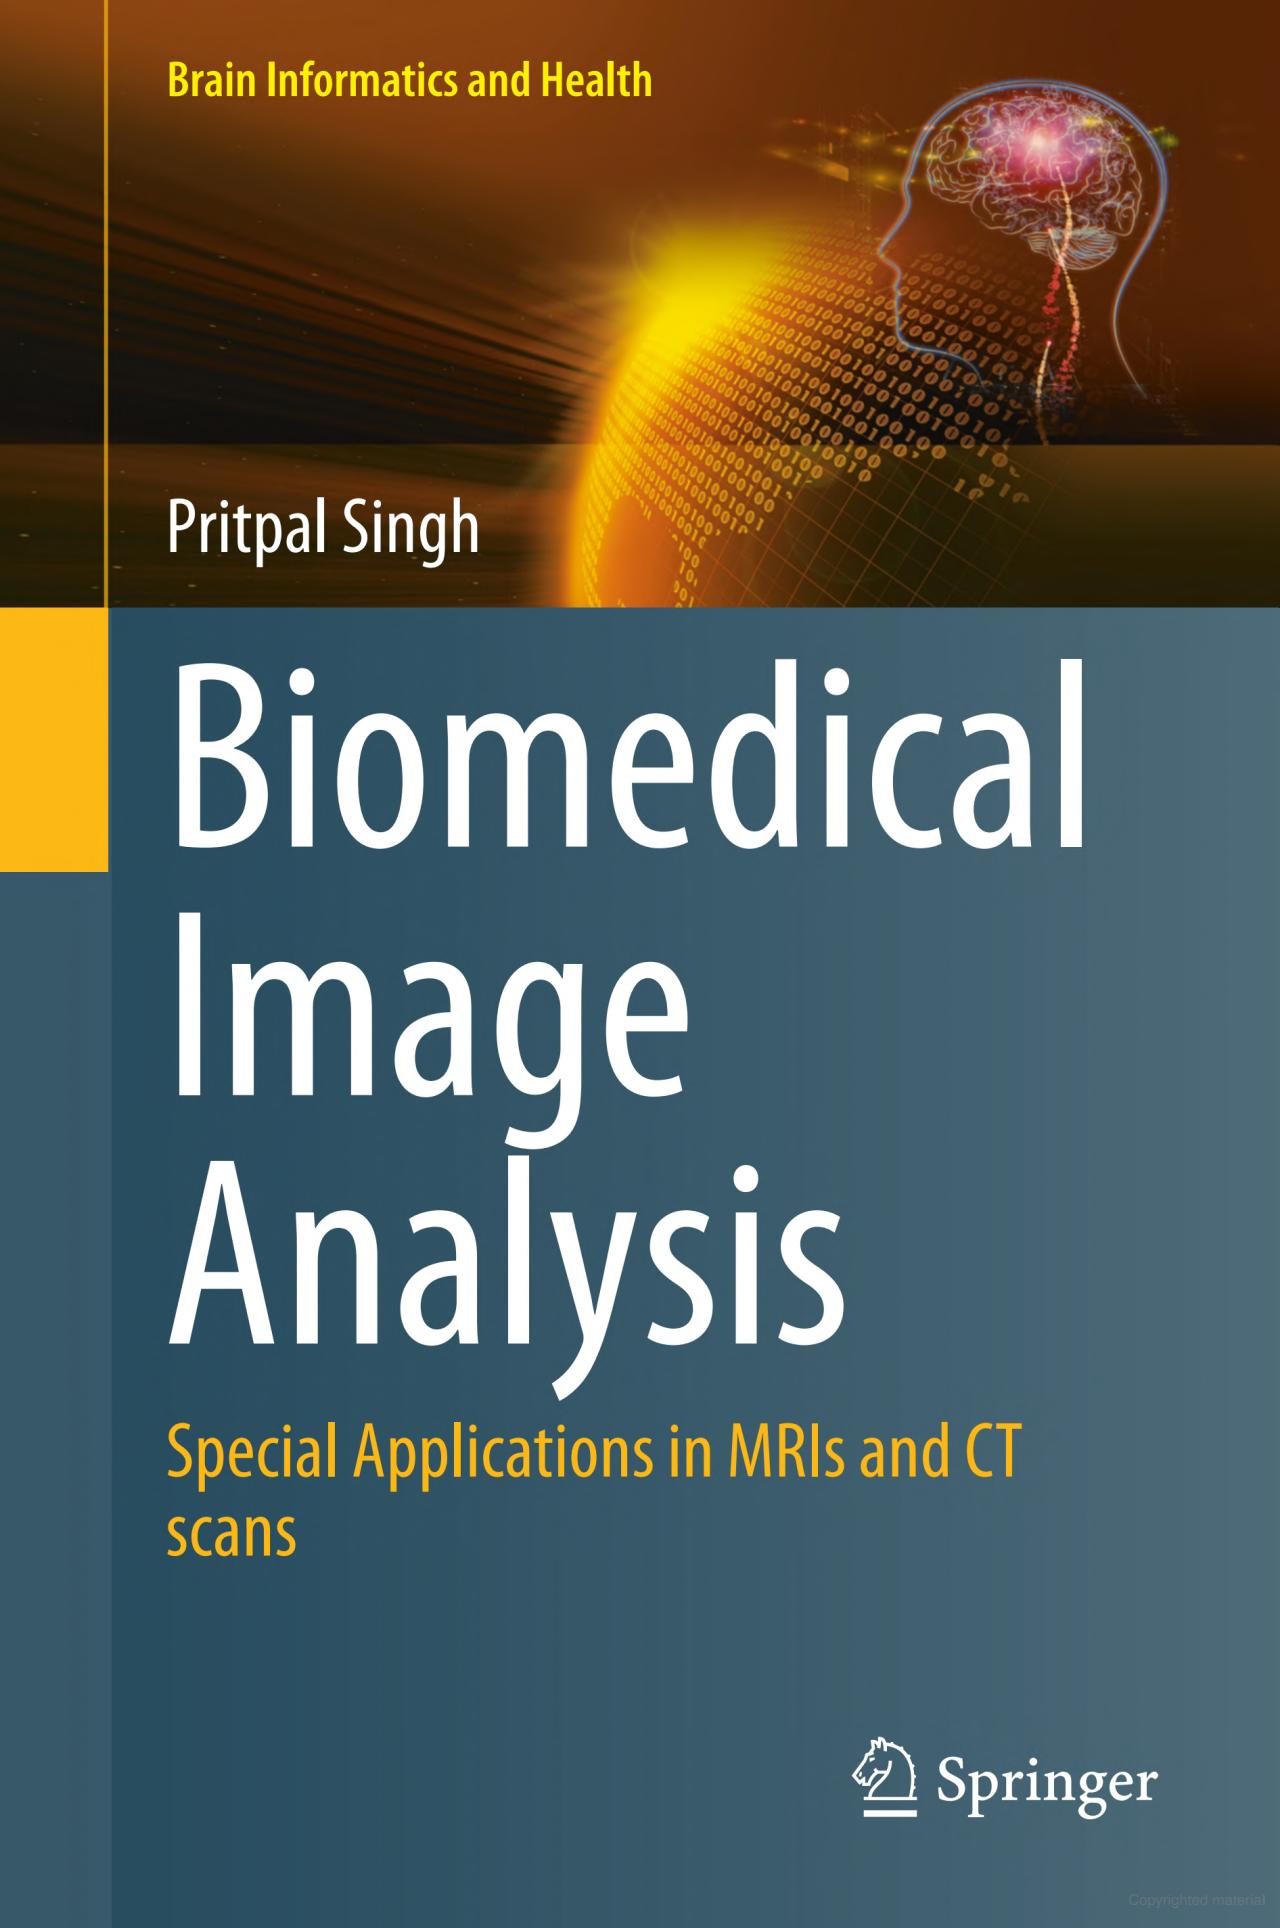 Brain Informatics and Health
Pritpal Singh
Biomedical
Image
Analysis
Special Applications in MRIs and CT
scans
Springer
Copyrighted material